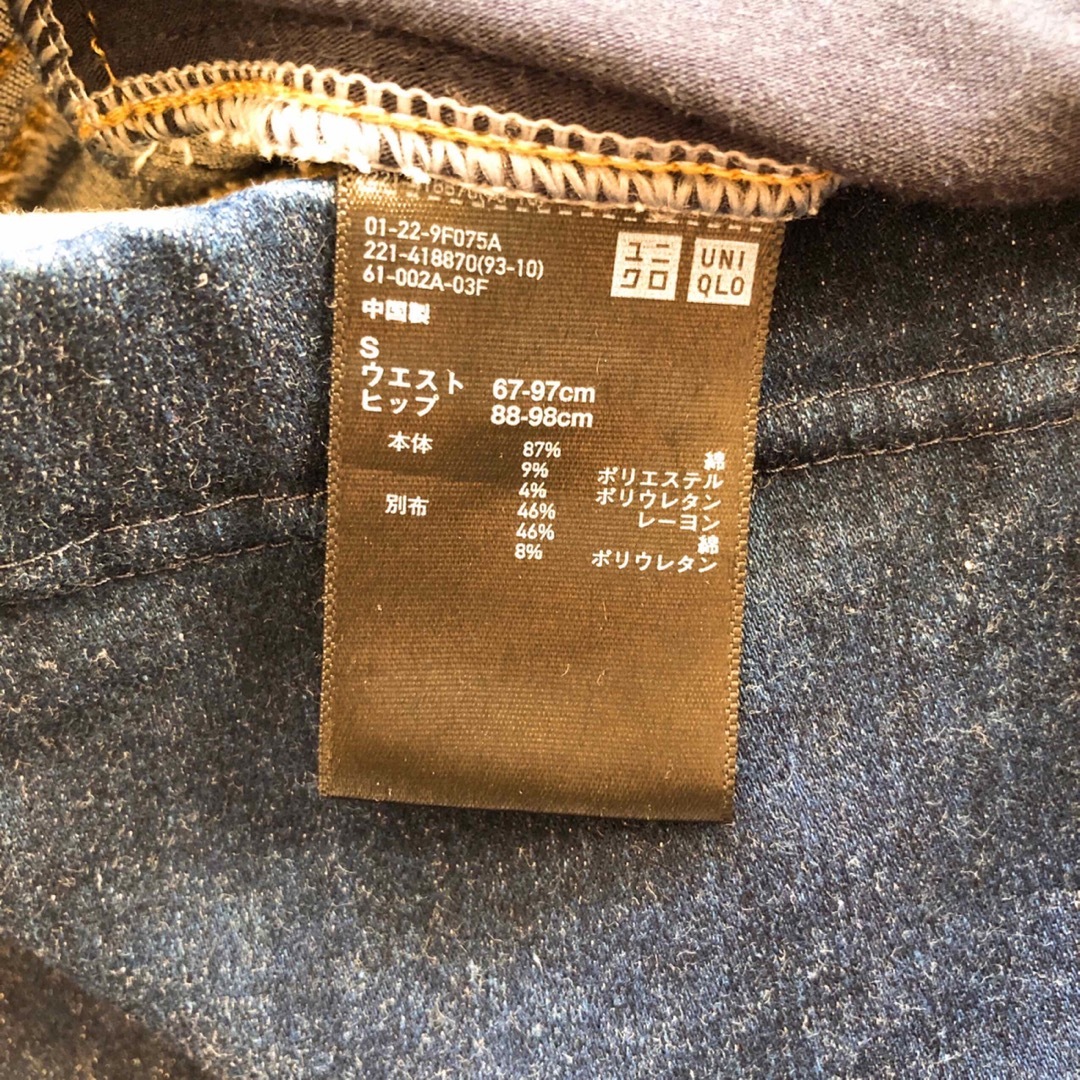 01-22-9F075A
221-418870(93-10)
61-002A-03F
中国製
ユニ
クロ
UNI
QLO
S
ウエスト 67-97cm
ヒップ 88-98cm
本体 87% 綿
9% ポリエステル
4% ポリウレタン
別布 46% レーヨン
46% 綿
8% ポリウレタン